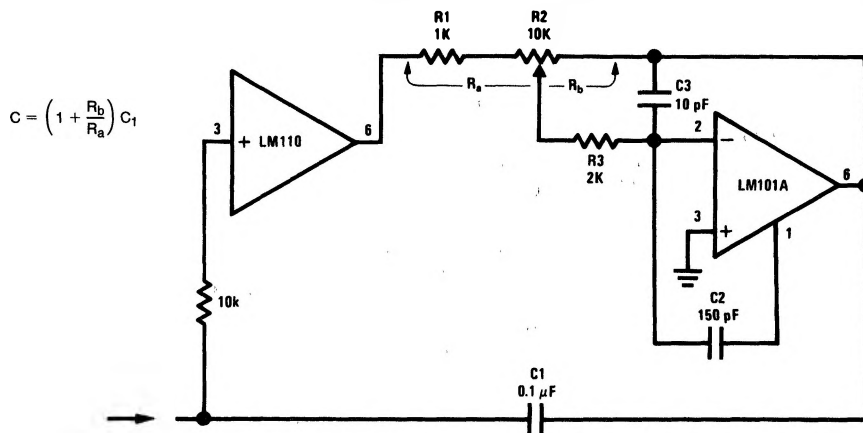 C = (1 + Rb/Ra) C1
R1
1K
R2
10K
Ra
Rb
C3
10 pF
3
+
LM110
6
R3
2K
2
−
LM101A
6
3
+
1
10k
C2
150 pF
C1
0.1 μF